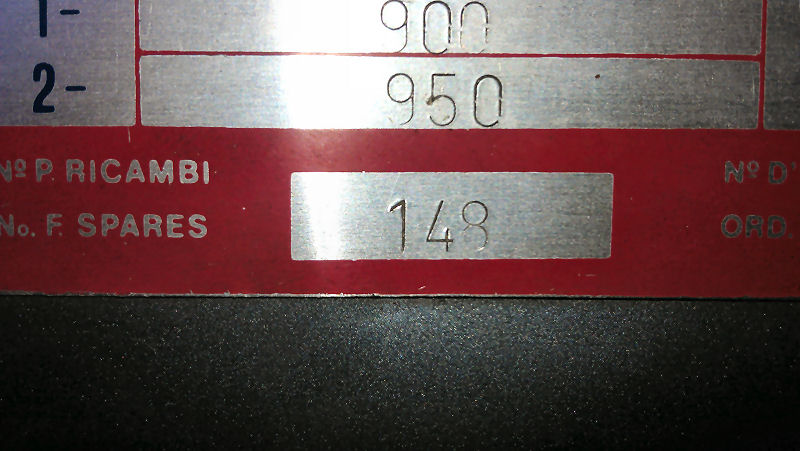 1- 900
2- 950
Nº P. RICAMBI
No. F. SPARES
148
Nº D'
ORD.